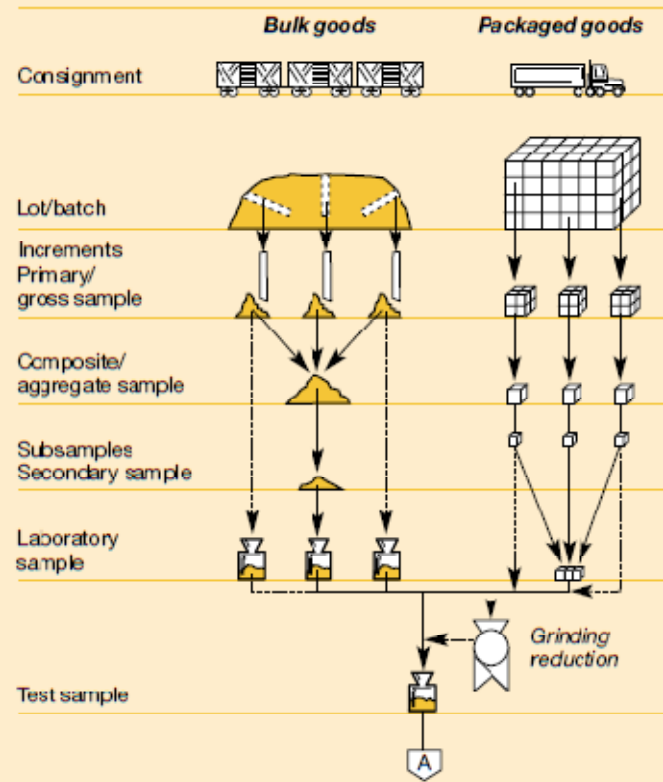 Bulk goods
Packaged goods
Consignment
Lot/batch
Increments
Primary/
gross sample
Composite/
aggregate sample
Subsamples
Secondary sample
Laboratory
sample
Grinding
reduction
Test sample
A